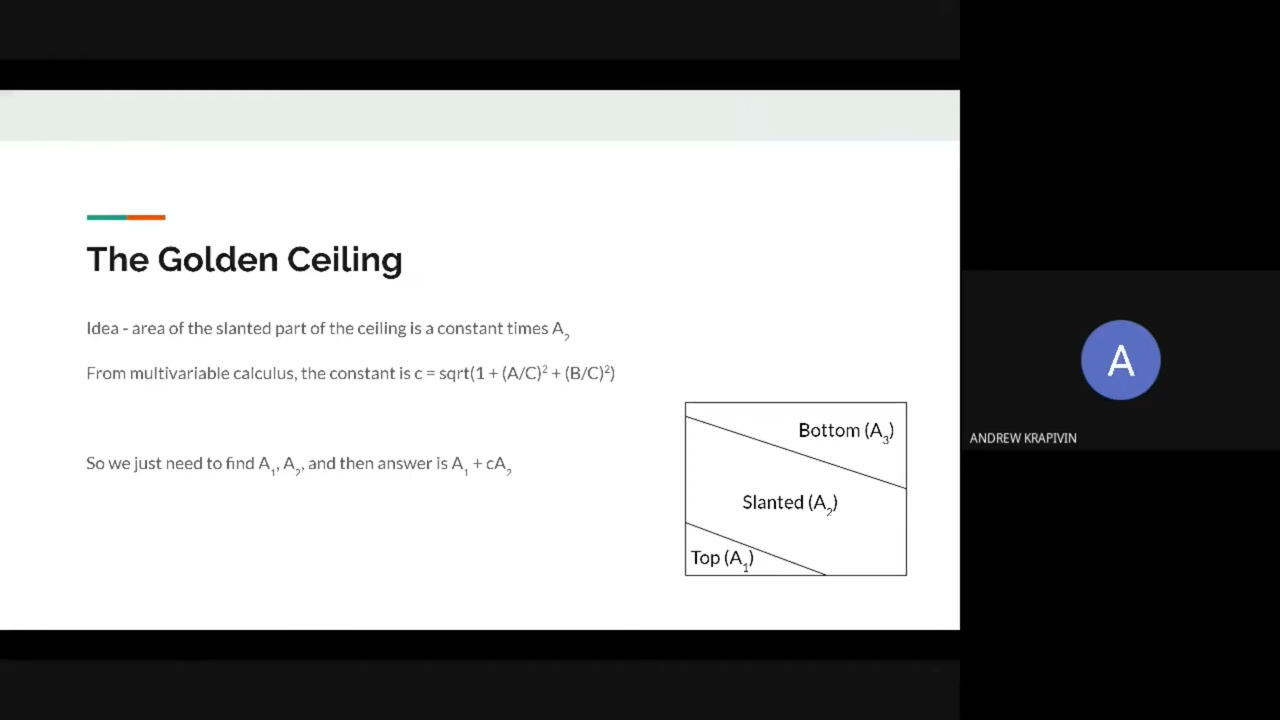 The Golden Ceiling
Idea - area of the slanted part of the ceiling is a constant times A₂
From multivariable calculus, the constant is c = sqrt(1 + (A/C)² + (B/C)²)
Bottom (A₃)
So we just need to find A₁, A₂, and then answer is A₁ + cA₂
Slanted (A₂)
Top (A₁)
A
ANDREW KRAPIVIN